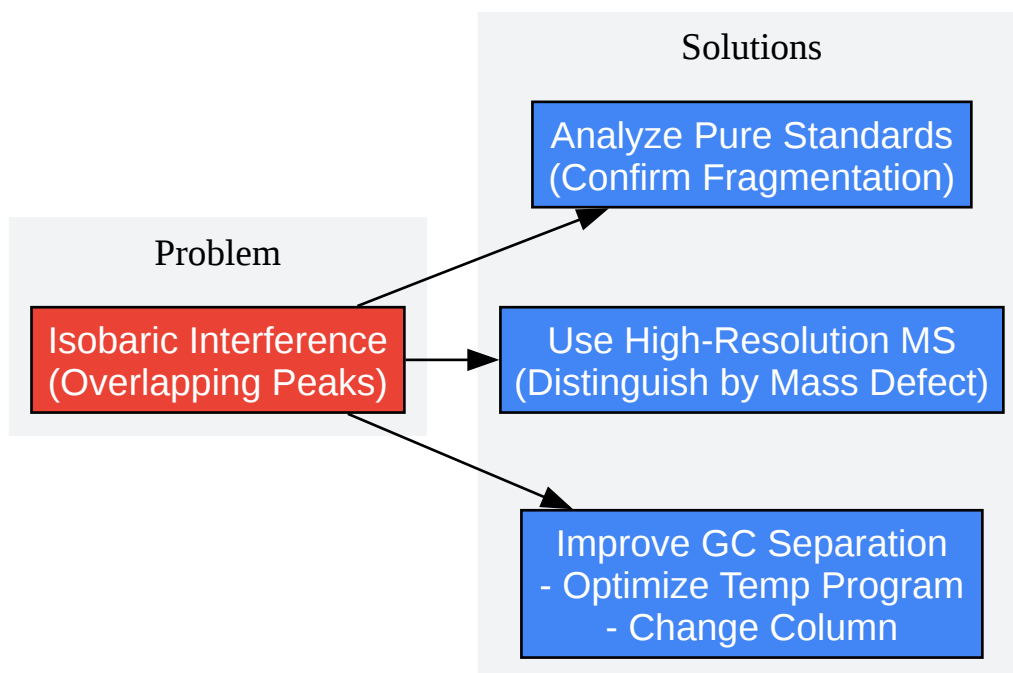 Problem
Isobaric Interference
(Overlapping Peaks)
Solutions
Analyze Pure Standards
(Confirm Fragmentation)
Use High-Resolution MS
(Distinguish by Mass Defect)
Improve GC Separation
- Optimize Temp Program
- Change Column